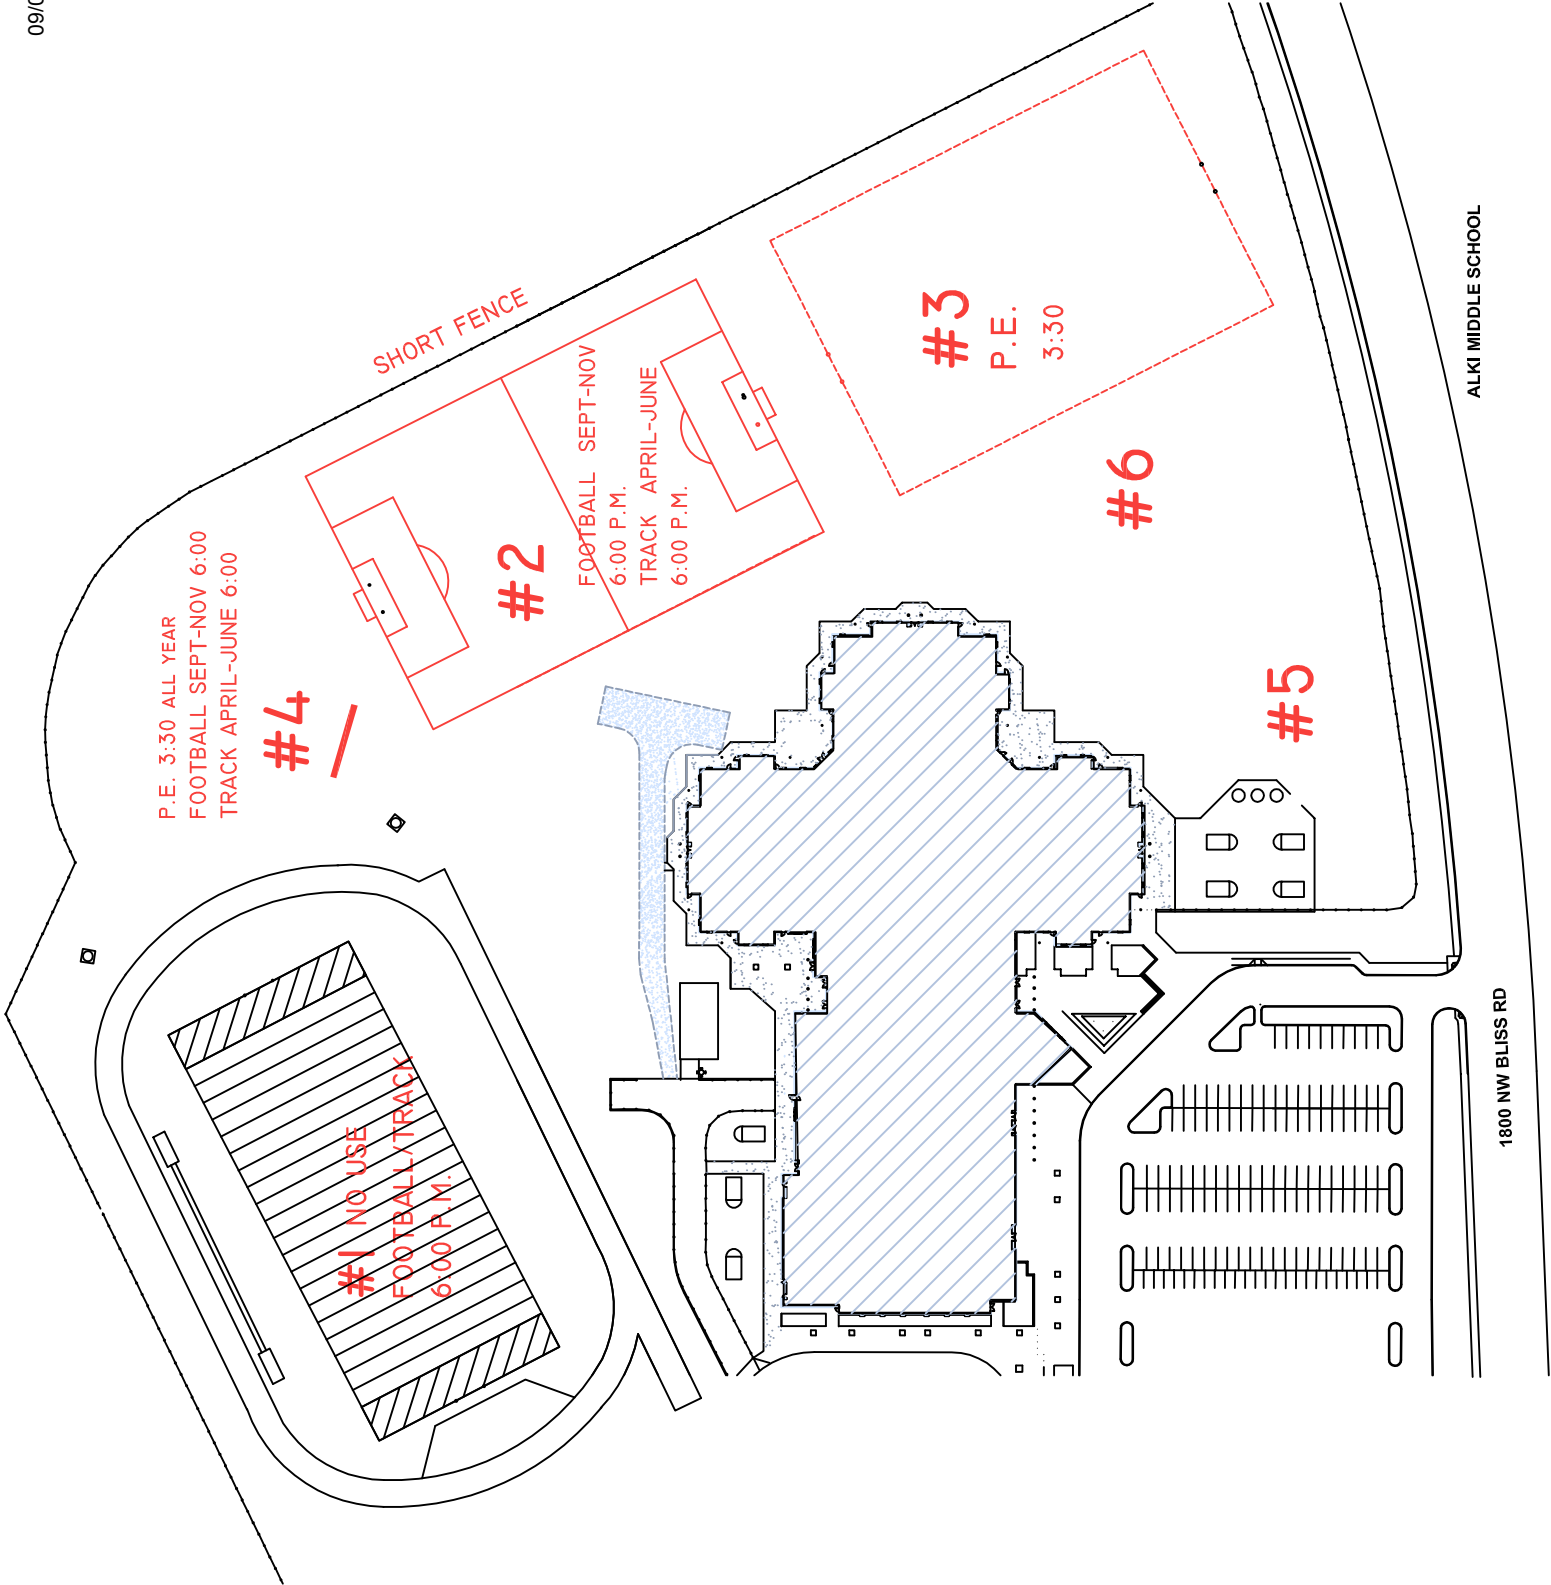 09/0
SHORT FENCE
P.E. 3:30 ALL YEAR
FOOTBALL SEPT-NOV 6:00
TRACK APRIL-JUNE 6:00
#4
#2
FOOTBALL SEPT-NOV
6:00 P.M.
TRACK APRIL-JUNE
6:00 P.M.
#3
P.E.
3:30
#6
#5
#1 NO USE
FOOTBALL/TRACK
6:00 P.M.
ALKI MIDDLE SCHOOL
1800 NW BLISS RD